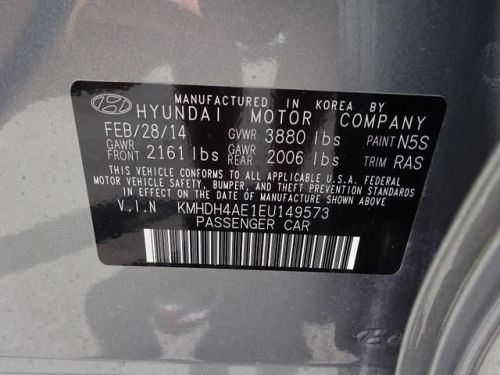 MANUFACTURED IN KOREA BY
HYUNDAI MOTOR COMPANY
FEB/28/14 GVWR 3880 lbs PAINT N5S
GAWR FRONT 2161 lbs GAWR REAR 2006 lbs TRIM RAS
THIS VEHICLE CONFORMS TO ALL APPLICABLE U.S.A. FEDERAL
MOTOR VEHICLE SAFETY, BUMPER, AND THEFT PREVENTION STANDARDS
IN EFFECT ON THE DATE OF MANUFACTURE SHOWN ABOVE.
V.I.N KMHDH4AE1EU149573
PASSENGER CAR